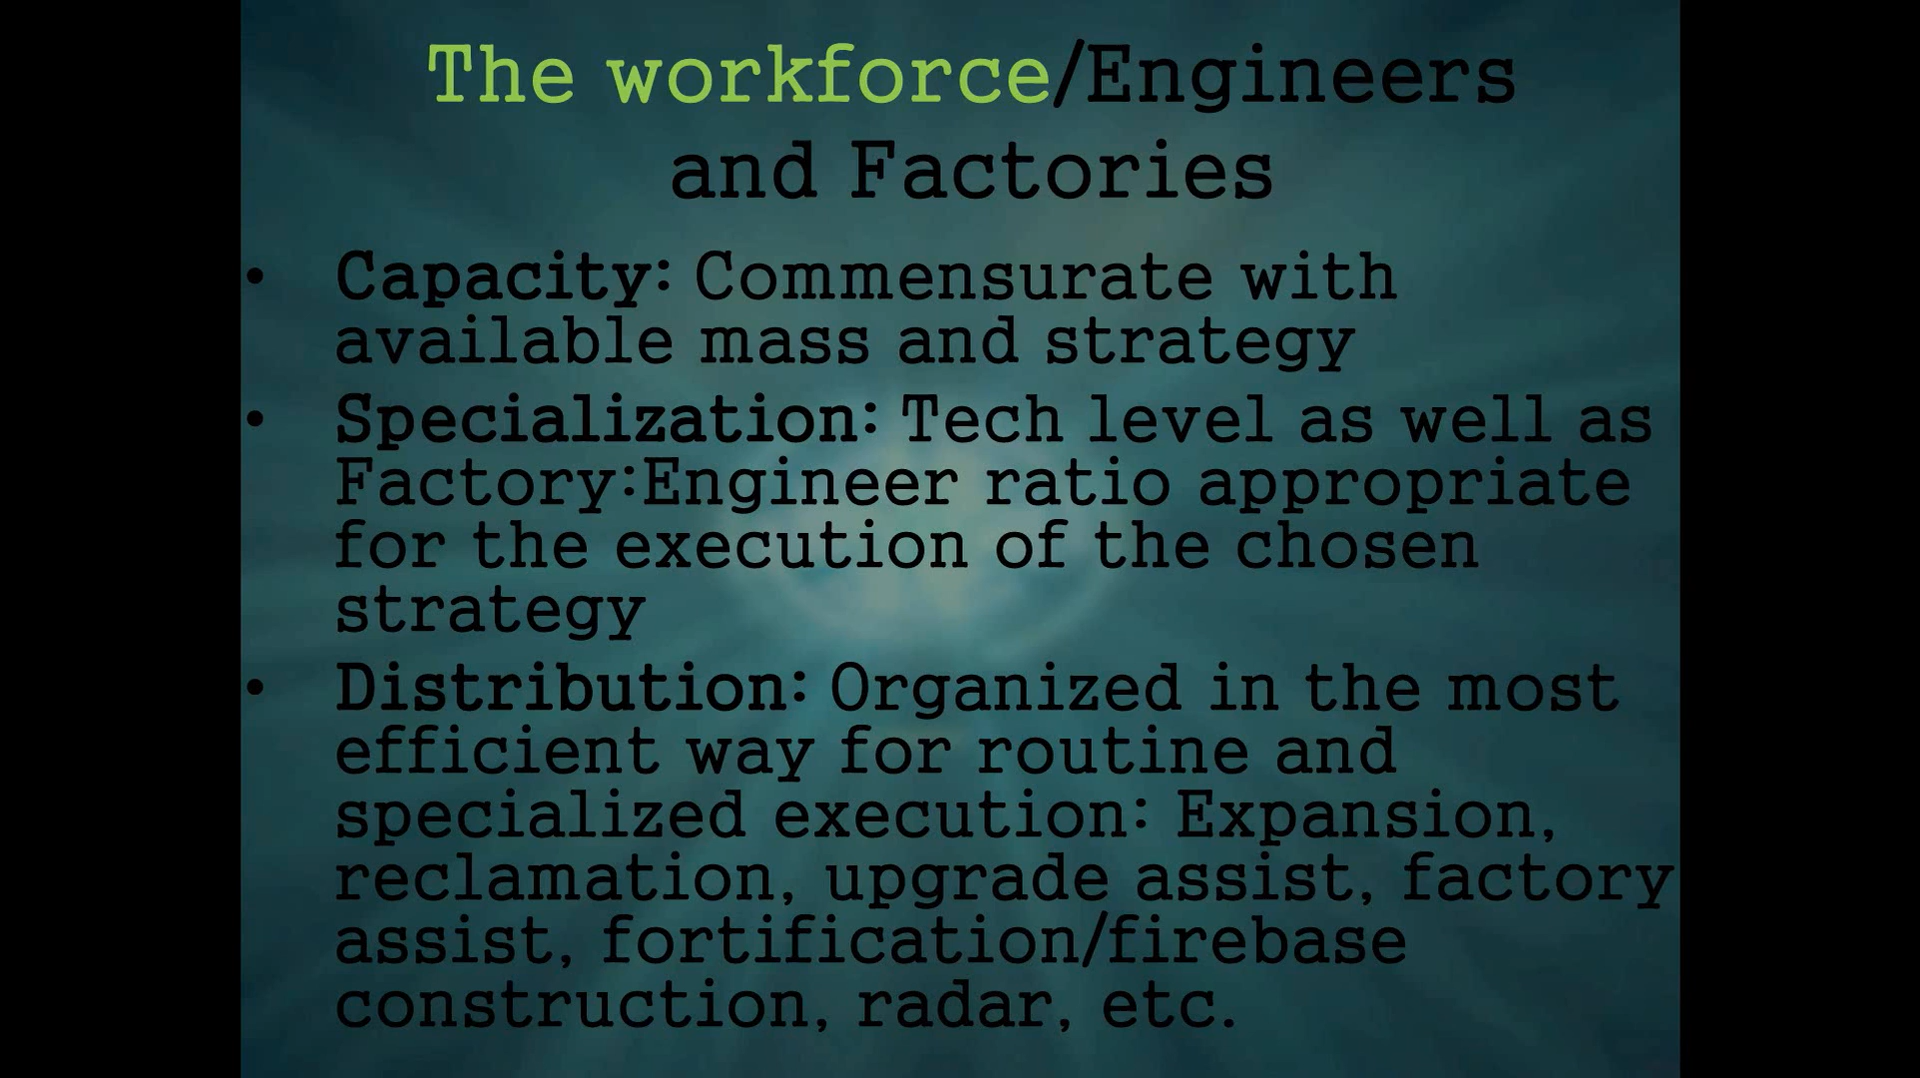 The workforce/Engineers
and Factories
• Capacity: Commensurate with
available mass and strategy
• Specialization: Tech level as well as
Factory:Engineer ratio appropriate
for the execution of the chosen
strategy
• Distribution: Organized in the most
efficient way for routine and
specialized execution: Expansion,
reclamation, upgrade assist, factory
assist, fortification/firebase
construction, radar, etc.